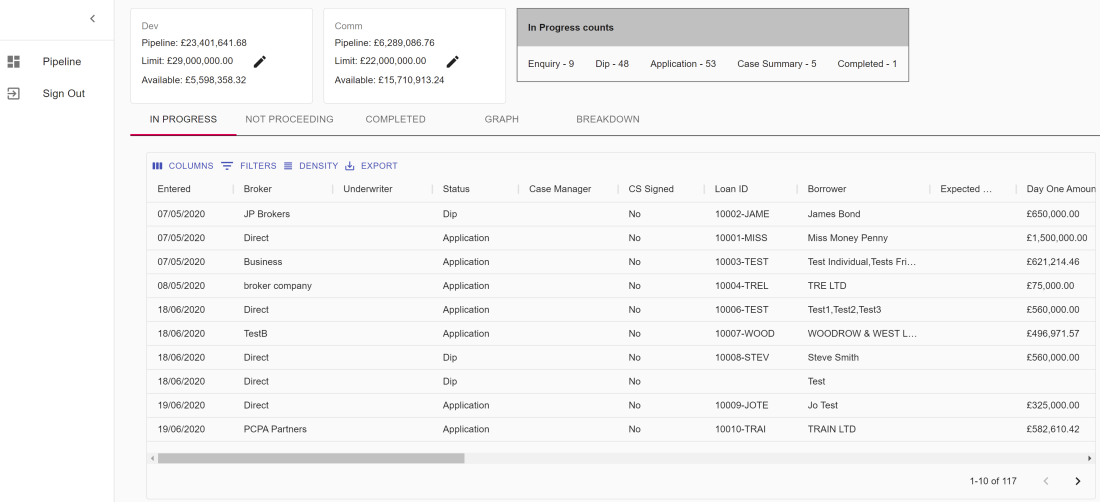 Pipeline
Sign Out
Dev
Pipeline: £23,401,641.68
Limit: £29,000,000.00
Available: £5,598,358.32
Comm
Pipeline: £6,289,086.76
Limit: £22,000,000.00
Available: £15,710,913.24
In Progress counts
Enquiry - 9 Dip - 48 Application - 53 Case Summary - 5 Completed - 1
IN PROGRESS NOT PROCEEDING COMPLETED GRAPH BREAKDOWN
COLUMNS FILTERS DENSITY EXPORT
Entered Broker Underwriter Status Case Manager CS Signed Loan ID Borrower Expected ... Day One Amoun
07/05/2020 JP Brokers Dip No 10002-JAME James Bond £650,000.00
07/05/2020 Direct Application No 10001-MISS Miss Money Penny £1,500,000.00
07/05/2020 Business Application No 10003-TEST Test Individual,Tests Fri... £621,214.46
08/05/2020 broker company Application No 10004-TREL TRE LTD £75,000.00
18/06/2020 Direct Application No 10006-TEST Test1,Test2,Test3 £560,000.00
18/06/2020 TestB Application No 10007-WOOD WOODROW & WEST L... £496,971.57
18/06/2020 Direct Dip No 10008-STEV Steve Smith £560,000.00
18/06/2020 Direct Dip No Test
19/06/2020 Direct Application No 10009-JOTE Jo Test £325,000.00
19/06/2020 PCPA Partners Application No 10010-TRAI TRAIN LTD £582,610.42
1-10 of 117